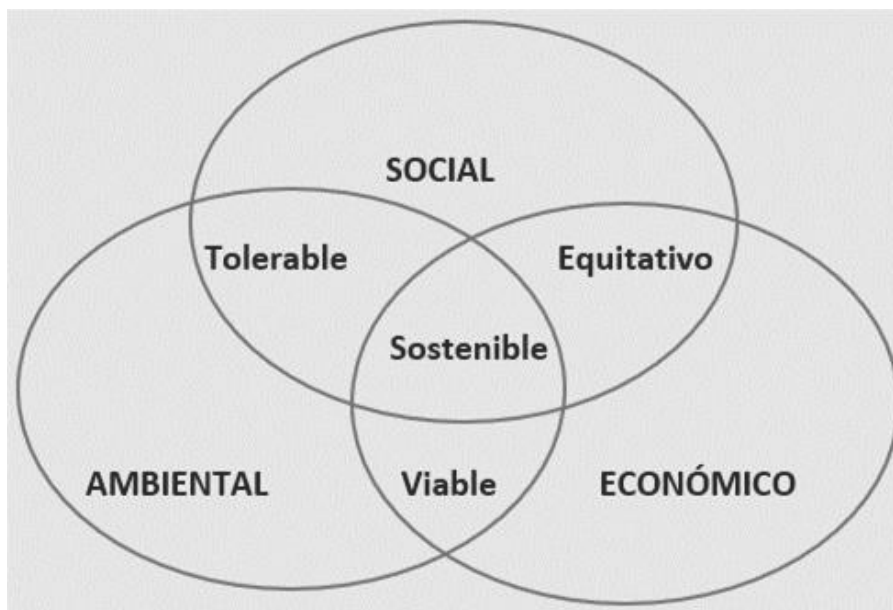 SOCIAL
Tolerable
Equitativo
Sostenible
AMBIENTAL
Viable
ECONÓMICO